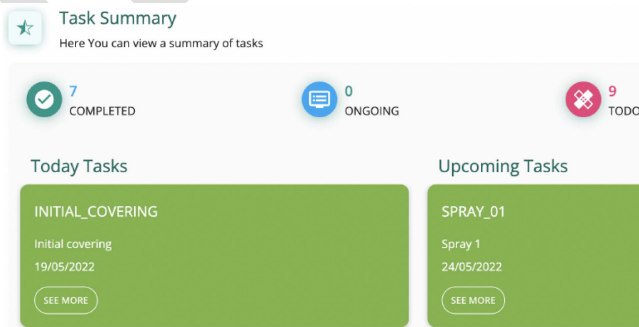 Task Summary
Here You can view a summary of tasks
7
COMPLETED
0
ONGOING
9
TODO
Today Tasks
INITIAL_COVERING
Initial covering
19/05/2022
SEE MORE
Upcoming Tasks
SPRAY_01
Spray 1
24/05/2022
SEE MORE